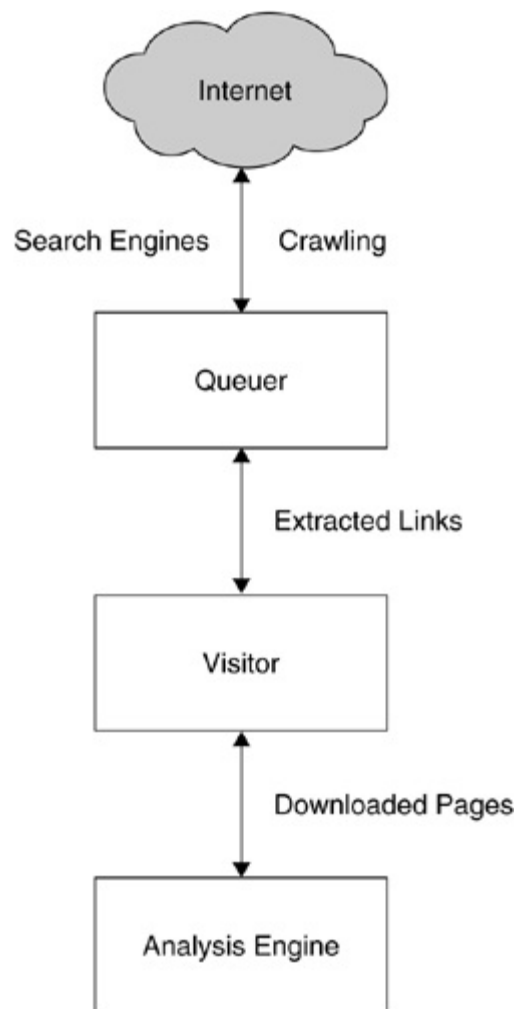 Internet
Search Engines
Crawling
Queuer
Extracted Links
Visitor
Downloaded Pages
Analysis Engine